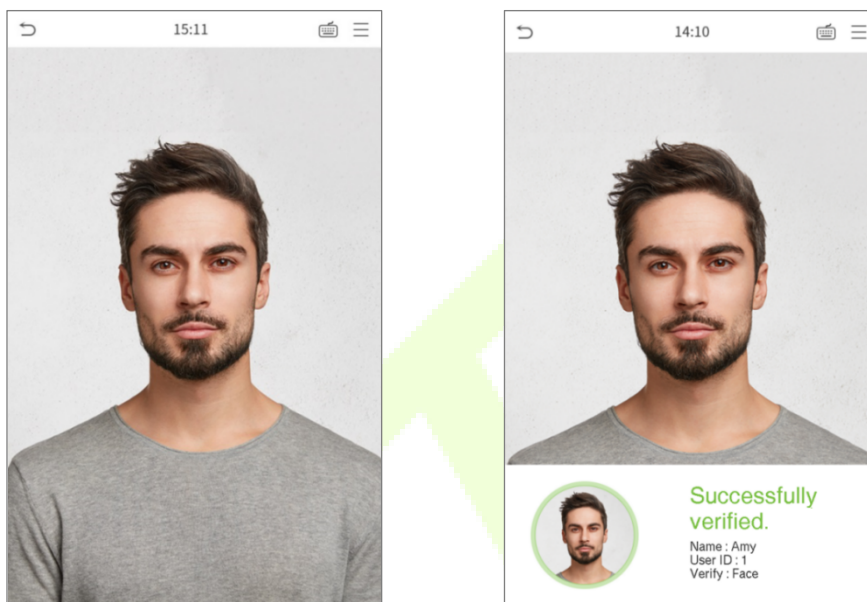 15:11
14:10
Successfully
verified.
Name : Amy
User ID : 1
Verify : Face